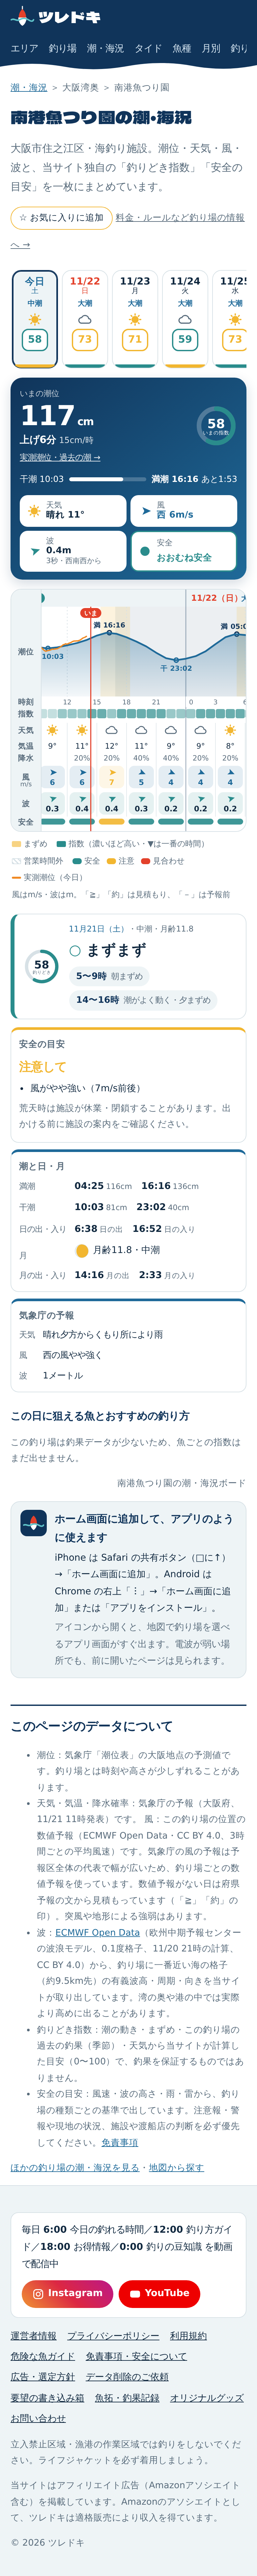 ツレドキ
エリア 釣り場 潮・海況 タイド 魚種 月別 釣り
潮・海況 ＞ 大阪湾奥 ＞ 南港魚つり園
南港魚つり園の潮・海況
大阪市住之江区・海釣り施設。潮位・天気・風・
波と、当サイト独自の「釣りどき指数」「安全の
目安」を一枚にまとめています。
☆ お気に入りに追加 料金・ルールなど釣り場の情報
へ →
今日 11/22 11/23 11/24 11/25
土 日 月 火 水
中潮 大潮 大潮 大潮 大潮
58 73 71 59 73
いまの潮位
117 cm
上げ6分 15cm/時
実測潮位・過去の潮 →
58
いまの指数
干潮 10:03 満潮 16:16 あと1:53
天気
晴れ 11°
風
西 6m/s
波
0.4m
3秒・西南西から
安全
おおむね安全
11/22（日）大
いま
満 16:16 満 05:0
潮位
10:03
干 23:02
時刻 12 15 18 21 0 3 6
指数
天気
気温 9° 11° 12° 11° 9° 9° 8°
降水 20% 20% 40% 40% 20% 20%
風
m/s
6 6 7 5 4 4 4
波 0.3 0.4 0.4 0.3 0.2 0.2 0.2
安全
まずめ 指数（濃いほど高い・▼は一番の時間）
営業時間外 安全 注意 見合わせ
実測潮位（今日）
風はm/s・波はm。「≧」「約」は見積もり、「－」は予報前
11月21日（土）・中潮・月齢11.8
58
釣りどき
○ まずまず
5〜9時 朝まずめ
14〜16時 潮がよく動く・夕まずめ
安全の目安
注意して
• 風がやや強い（7m/s前後）
荒天時は施設が休業・閉鎖することがあります。出
かける前に施設の案内をご確認ください。
潮と日・月
満潮 04:25 116cm 16:16 136cm
干潮 10:03 81cm 23:02 40cm
日の出・入り 6:38 日の出 16:52 日の入り
月 月齢11.8・中潮
月の出・入り 14:16 月の出 2:33 月の入り
気象庁の予報
天気 晴れ夕方からくもり所により雨
風 西の風やや強く
波 1メートル
この日に狙える魚とおすすめの釣り方
この釣り場は釣果データが少ないため、魚ごとの指数は
まだ出せません。
南港魚つり園の潮・海況ボード
ホーム画面に追加して、アプリのよう
に使えます
iPhone は Safari の共有ボタン（□に↑）
→「ホーム画面に追加」。Android は
Chrome の右上「⋮」→「ホーム画面に追
加」または「アプリをインストール」。
アイコンから開くと、地図で釣り場を選べ
るアプリ画面がすぐ出ます。電波が弱い場
所でも、前に開いたページは見られます。
このページのデータについて
• 潮位：気象庁「潮位表」の大阪地点の予測値で
す。釣り場とは時刻や高さが少しずれることがあ
ります。
• 天気・気温・降水確率：気象庁の予報（大阪府、
11/21 11時発表）です。 風：この釣り場の位置の
数値予報（ECMWF Open Data・CC BY 4.0、3時
間ごとの平均風速）です。気象庁の風の予報は予
報区全体の代表で幅が広いため、釣り場ごとの数
値予報を使っています。数値予報がない日は府県
予報の文から見積もっています（「≧」「約」の
印）。突風や地形による強弱はあります。
• 波：ECMWF Open Data（欧州中期予報センター
の波浪モデル、0.1度格子、11/20 21時の計算、
CC BY 4.0）から、釣り場に一番近い海の格子
（約9.5km先）の有義波高・周期・向きを当サイ
トが取り出しています。湾の奥や港の中では実際
より高めに出ることがあります。
• 釣りどき指数：潮の動き・まずめ・この釣り場の
過去の釣果（季節）・天気から当サイトが計算し
た目安（0〜100）で、釣果を保証するものではあ
りません。
• 安全の目安：風速・波の高さ・雨・雷から、釣り
場の種類ごとの基準で出しています。注意報・警
報や現地の状況、施設や渡船店の判断を必ず優先
してください。免責事項
ほかの釣り場の潮・海況を見る・地図から探す
毎日 6:00 今日の釣れる時間／12:00 釣り方ガイ
ド／18:00 お得情報／0:00 釣りの豆知識 を動画
で配信中
Instagram YouTube
運営者情報 プライバシーポリシー 利用規約
危険な魚ガイド 免責事項・安全について
広告・選定方針 データ削除のご依頼
要望の書き込み箱 魚拓・釣果記録 オリジナルグッズ
お問い合わせ
立入禁止区域・漁港の作業区域では釣りをしないでくだ
さい。ライフジャケットを必ず着用しましょう。
当サイトはアフィリエイト広告（Amazonアソシエイト
含む）を掲載しています。Amazonのアソシエイトとし
て、ツレドキは適格販売により収入を得ています。
© 2026 ツレドキ